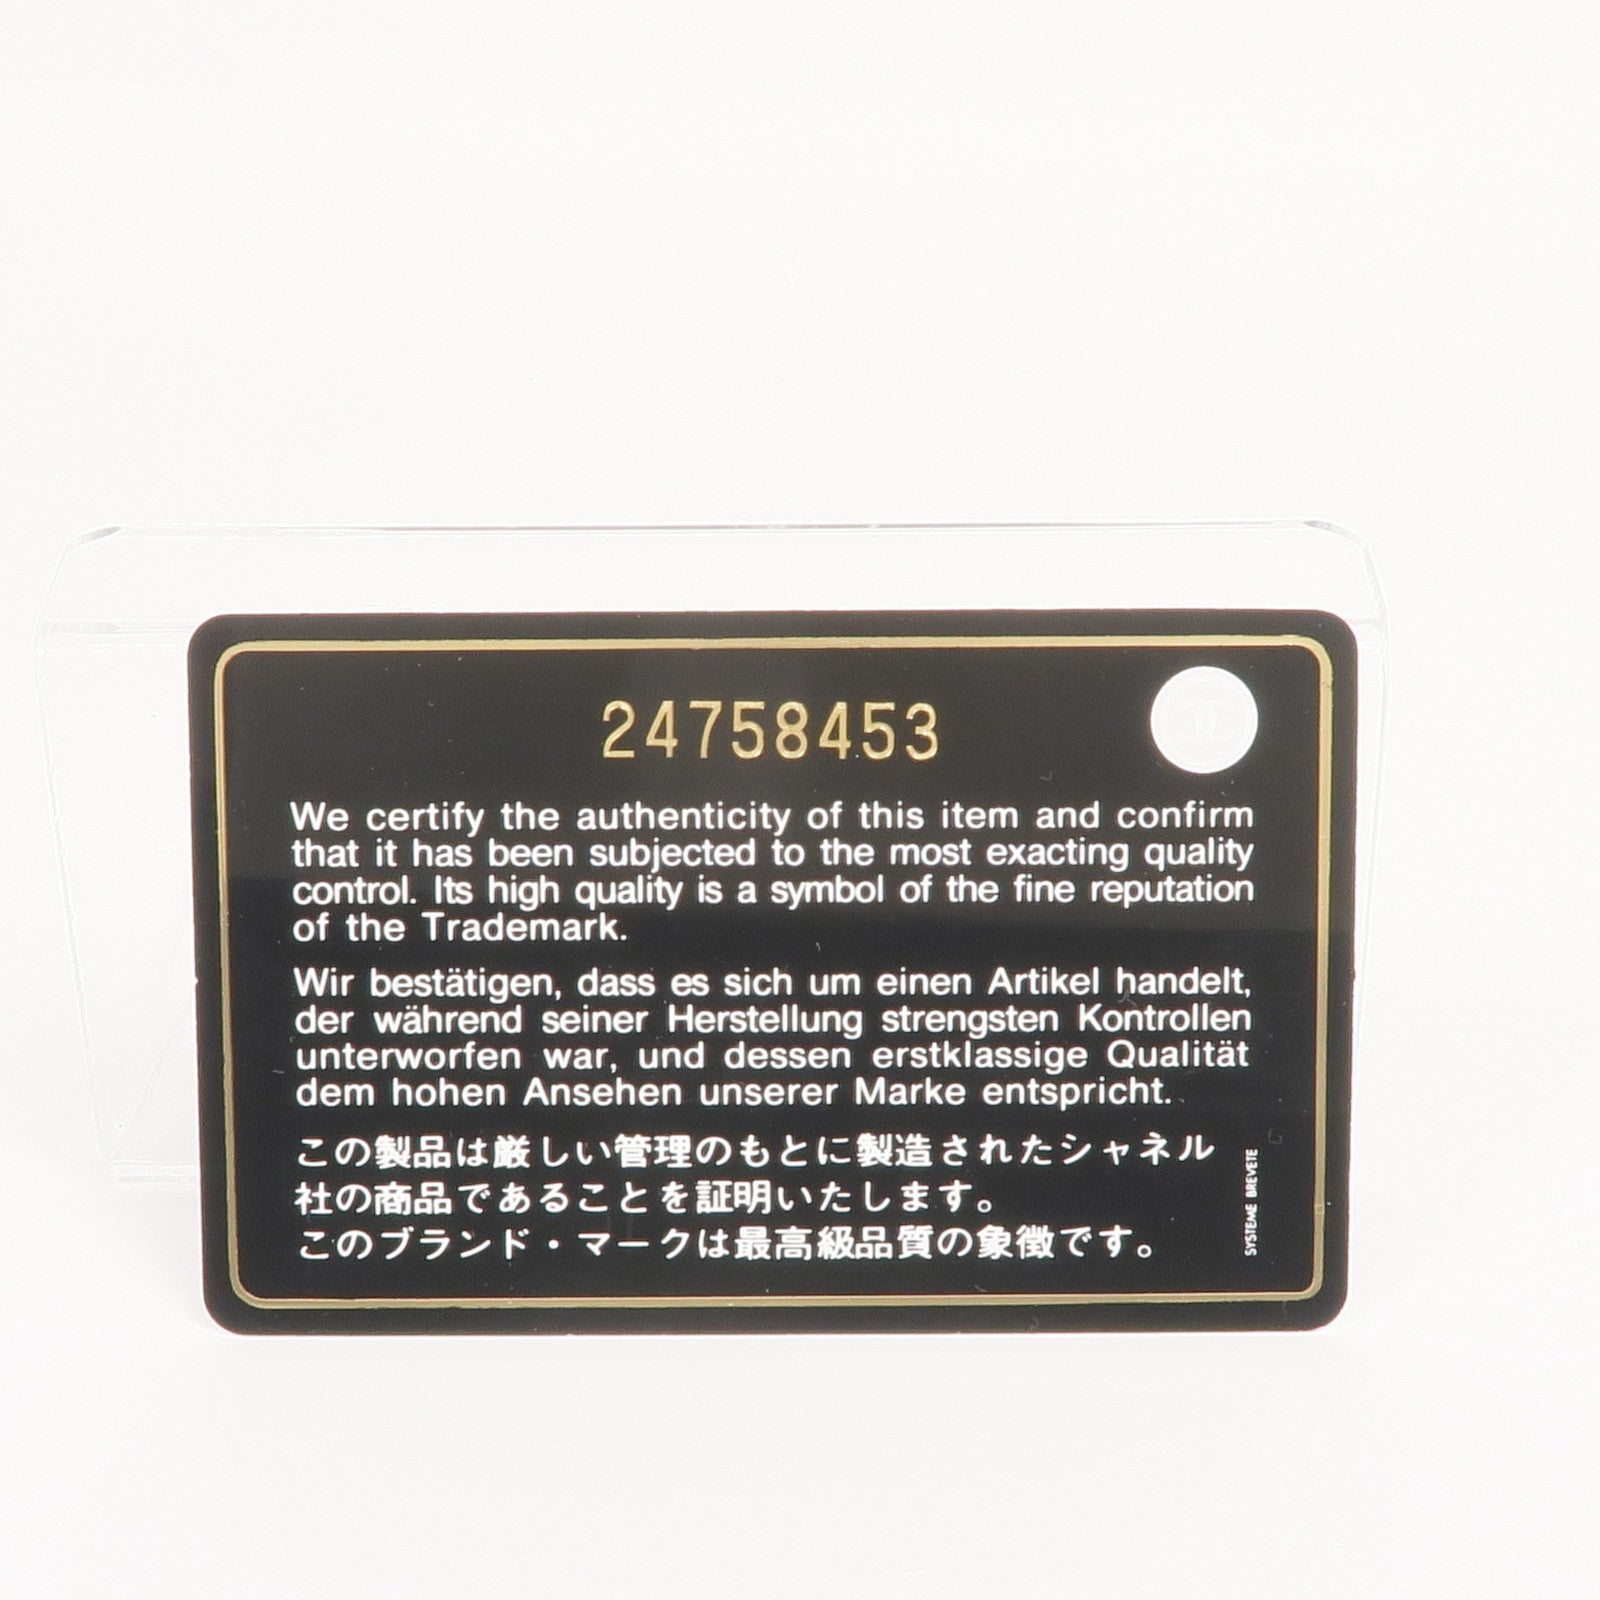 24758453
We certify the authenticity of this item and confirm
that it has been subjected to the most exacting quality
control. Its high quality is a symbol of the fine reputation
of the Trademark.
Wir bestätigen, dass es sich um einen Artikel handelt,
der während seiner Herstellung strengsten Kontrollen
unterworfen war, und dessen erstklassige Qualität
dem hohen Ansehen unserer Marke entspricht.
この製品は厳しい管理のもとに製造されたシャネル
社の商品であることを証明いたします。
このブランド・マークは最高級品質の象徴です。
SYSTEME BREVETE